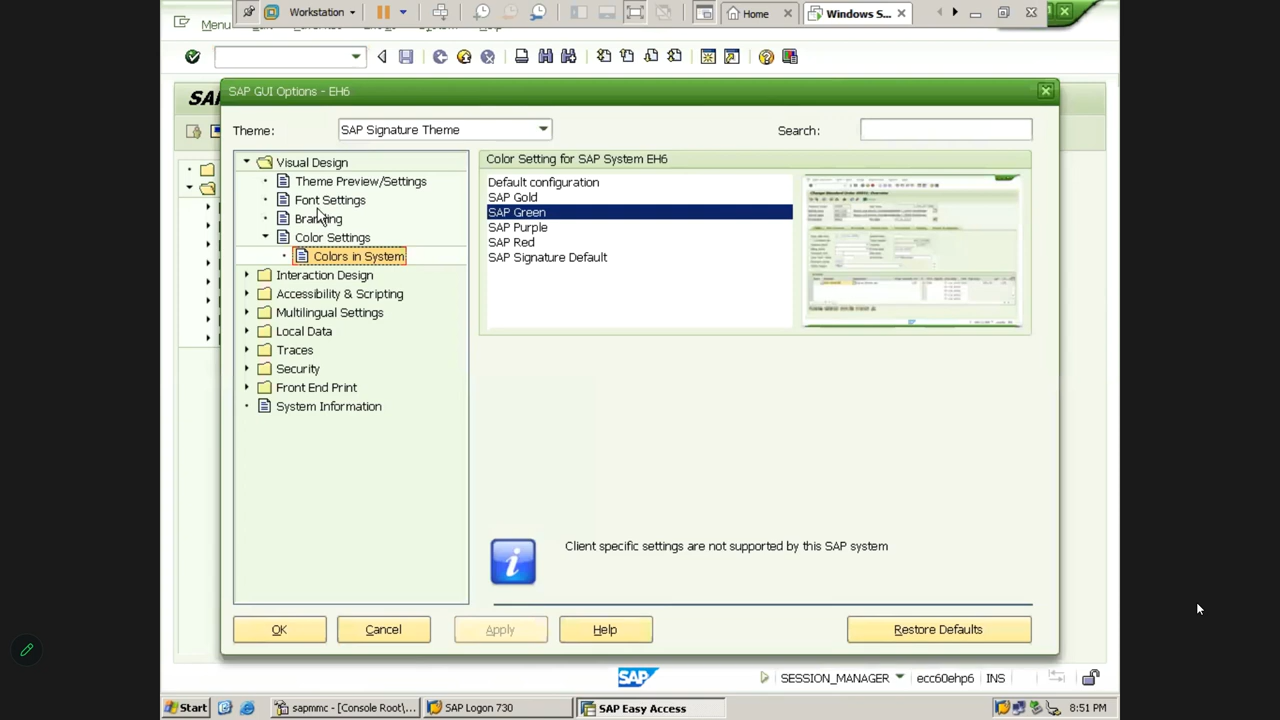 Workstation
Home
Windows S...
Menu
SAP
SAP GUI Options - EH6
Theme:
SAP Signature Theme
Search:
Visual Design
Theme Preview/Settings
Font Settings
Branding
Color Settings
Colors in System
Interaction Design
Accessibility & Scripting
Multilingual Settings
Local Data
Traces
Security
Front End Print
System Information
Color Setting for SAP System EH6
Default configuration
SAP Gold
SAP Green
SAP Purple
SAP Red
SAP Signature Default
Client specific settings are not supported by this SAP system
OK
Cancel
Apply
Help
Restore Defaults
SAP
SESSION_MANAGER
ecc60ehp6
INS
Start
sapmmc - [Console Root\...
SAP Logon 730
SAP Easy Access
8:51 PM